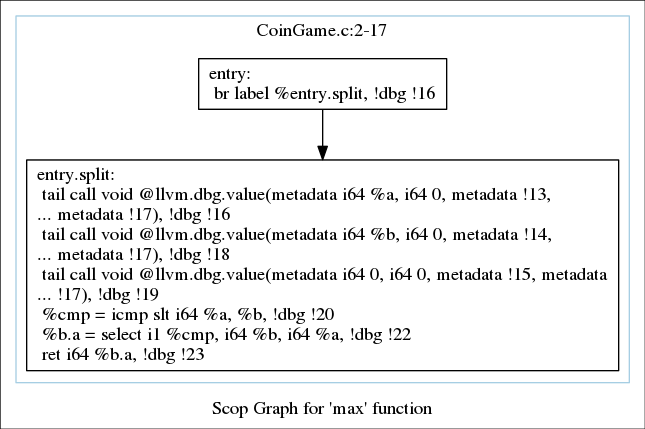 CoinGame.c:2-17
entry:
br label %entry.split, !dbg !16
entry.split:
tail call void @llvm.dbg.value(metadata i64 %a, i64 0, metadata !13,
... metadata !17), !dbg !16
tail call void @llvm.dbg.value(metadata i64 %b, i64 0, metadata !14,
... metadata !17), !dbg !18
tail call void @llvm.dbg.value(metadata i64 0, i64 0, metadata !15, metadata
... !17), !dbg !19
%cmp = icmp slt i64 %a, %b, !dbg !20
%b.a = select i1 %cmp, i64 %b, i64 %a, !dbg !22
ret i64 %b.a, !dbg !23
Scop Graph for 'max' function